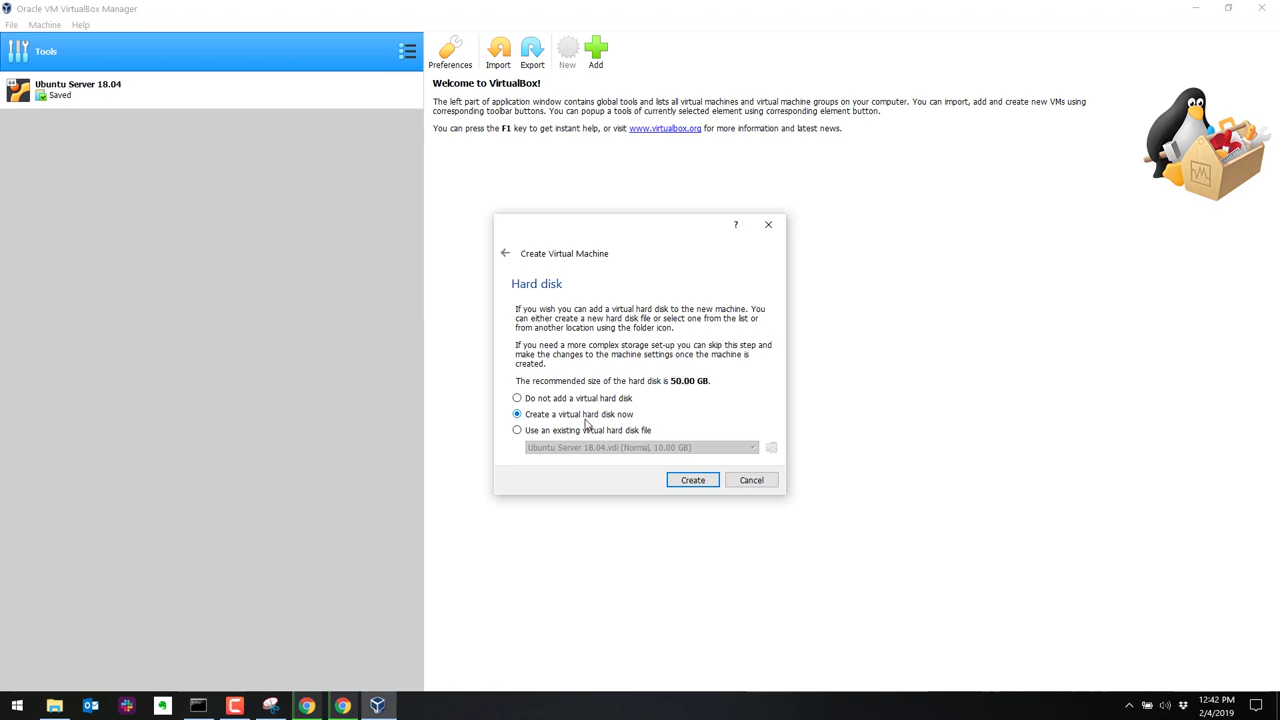 Oracle VM VirtualBox Manager
File Machine Help
Tools
Preferences Import Export New Add
64
Ubuntu Server 18.04
Saved
Welcome to VirtualBox!
The left part of application window contains global tools and lists all virtual machines and virtual machine groups on your computer. You can import, add and create new VMs using
corresponding toolbar buttons. You can popup a tools of currently selected element using corresponding element button.
You can press the F1 key to get instant help, or visit www.virtualbox.org for more information and latest news.
?
Create Virtual Machine
Hard disk
If you wish you can add a virtual hard disk to the new machine. You
can either create a new hard disk file or select one from the list or
from another location using the folder icon.
If you need a more complex storage set-up you can skip this step and
make the changes to the machine settings once the machine is
created.
The recommended size of the hard disk is 50.00 GB.
Do not add a virtual hard disk
Create a virtual hard disk now
Use an existing virtual hard disk file
Ubuntu Server 18.04.vdi (Normal, 10.00 GB)
Create Cancel
12:42 PM
2/4/2019